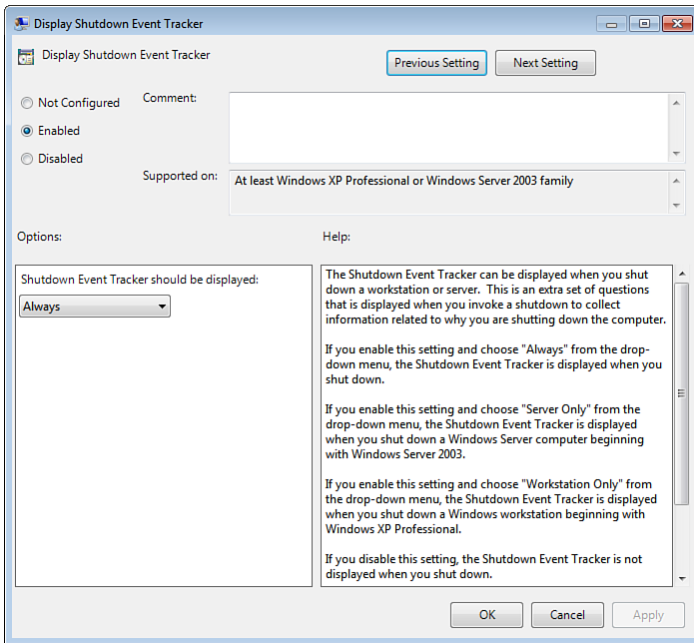 Display Shutdown Event Tracker
Display Shutdown Event Tracker
Previous Setting
Next Setting
Not Configured
Comment:
Enabled
Disabled
Supported on:
At least Windows XP Professional or Windows Server 2003 family
Options:
Help:
Shutdown Event Tracker should be displayed:
Always
The Shutdown Event Tracker can be displayed when you shut
down a workstation or server.  This is an extra set of questions
that is displayed when you invoke a shutdown to collect
information related to why you are shutting down the computer.
If you enable this setting and choose "Always" from the drop-
down menu, the Shutdown Event Tracker is displayed when you
shut down.
If you enable this setting and choose "Server Only" from the
drop-down menu, the Shutdown Event Tracker is displayed
when you shut down a Windows Server computer beginning
with Windows Server 2003.
If you enable this setting and choose "Workstation Only" from
the drop-down menu, the Shutdown Event Tracker is displayed
when you shut down a Windows workstation beginning with
Windows XP Professional.
If you disable this setting, the Shutdown Event Tracker is not
displayed when you shut down.
OK
Cancel
Apply